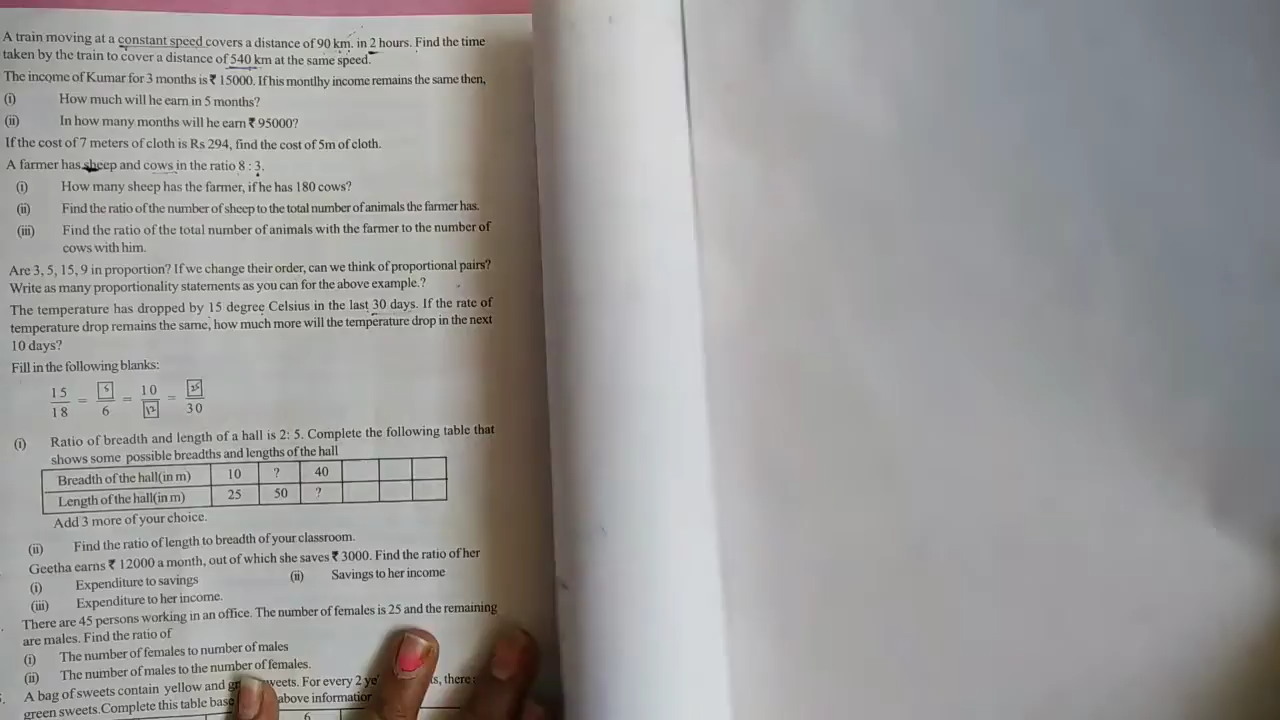 A train moving at a constant speed covers a distance of 90 km. in 2 hours. Find the time
taken by the train to cover a distance of 540 km at the same speed.
The income of Kumar for 3 months is ₹ 15000. If his montlhy income remains the same then,
(i) How much will he earn in 5 months?
(ii) In how many months will he earn ₹ 95000?
If the cost of 7 meters of cloth is Rs 294, find the cost of 5m of cloth.
A farmer has sheep and cows in the ratio 8 : 3.
(i) How many sheep has the farmer, if he has 180 cows?
(ii) Find the ratio of the number of sheep to the total number of animals the farmer has.
(iii) Find the ratio of the total number of animals with the farmer to the number of
cows with him.
Are 3, 5, 15, 9 in proportion? If we change their order, can we think of proportional pairs?
Write as many proportionality statements as you can for the above example.?
The temperature has dropped by 15 degree Celsius in the last 30 days. If the rate of
temperature drop remains the same, how much more will the temperature drop in the next
10 days?
Fill in the following blanks:
15 5 10 25
= = =
18 6 12 30
(i) Ratio of breadth and length of a hall is 2: 5. Complete the following table that
shows some possible breadths and lengths of the hall
Breadth of the hall(in m) 10 ? 40
Length of the hall(in m) 25 50 ?
Add 3 more of your choice.
(ii) Find the ratio of length to breadth of your classroom.
Geetha earns ₹ 12000 a month, out of which she saves ₹ 3000. Find the ratio of her
(i) Expenditure to savings (ii) Savings to her income
(iii) Expenditure to her income.
There are 45 persons working in an office. The number of females is 25 and the remaining
are males. Find the ratio of
(i) The number of females to number of males
(ii) The number of males to the number of females.
A bag of sweets contain yellow and sweets. For every 2 there
green sweets.Complete this table above
6